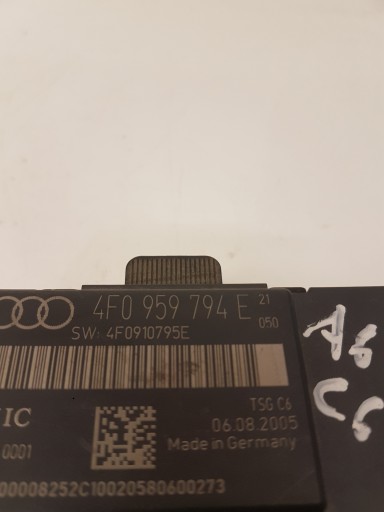 4F0 959 794 E 21
050
SW: 4F0910795E
TSG C6
06.08.2005
0001
Made in Germany
00008252C10020580600273
A6
C6